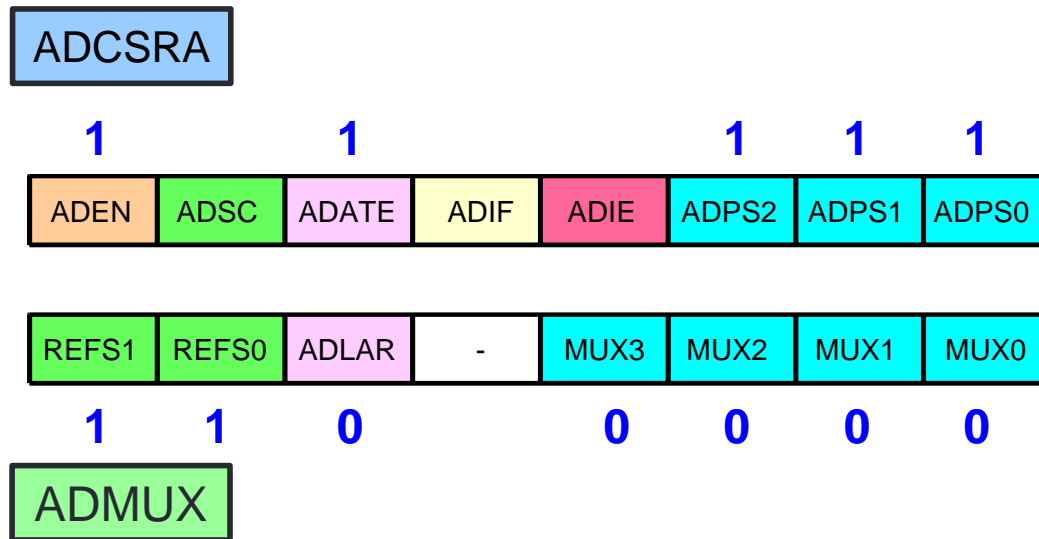 ADCSRA
1 1 1 1 1
ADEN ADSC ADATE ADIF ADIE ADPS2 ADPS1 ADPS0
REFS1 REFS0 ADLAR - MUX3 MUX2 MUX1 MUX0
1 1 0 0 0 0 0
ADMUX